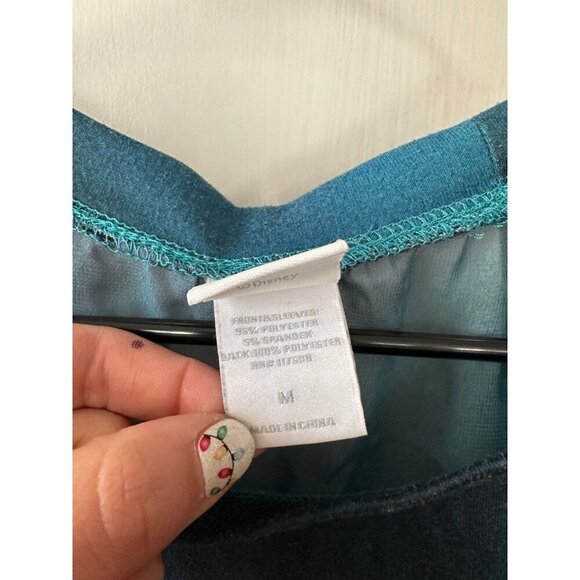 © Disney
FRONT&SLEEVES:
95% POLYESTER
5% SPANDEX
BACK:100% POLYESTER
RN# 117508
M
MADE IN CHINA